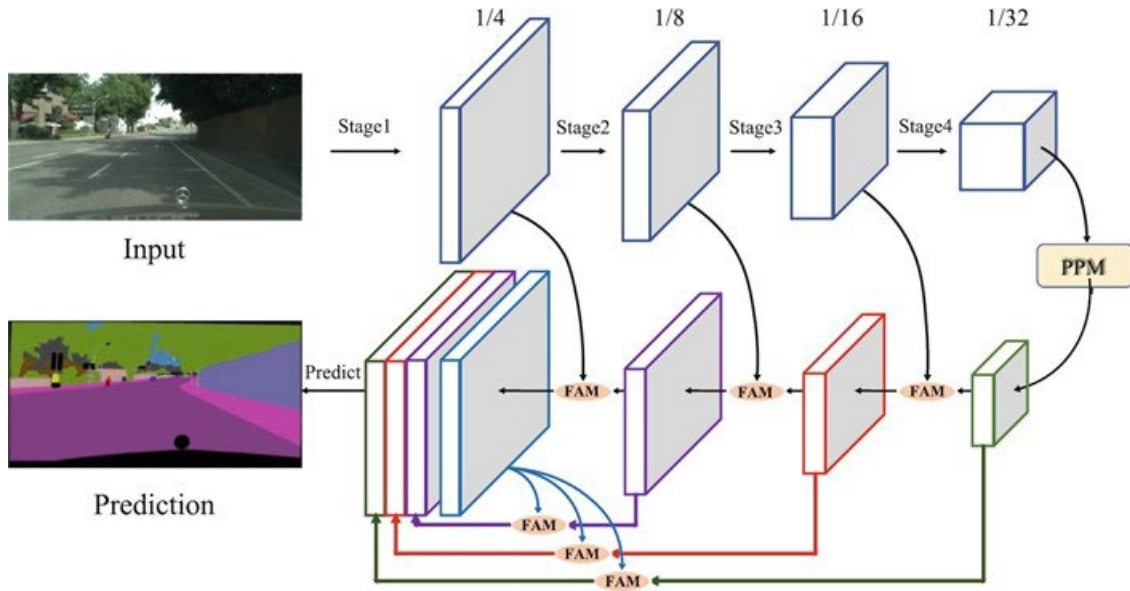 1/4 1/8 1/16 1/32
Stage1 Stage2 Stage3 Stage4
Input
PPM
Predict FAM FAM FAM
Prediction
FAM
FAM
FAM